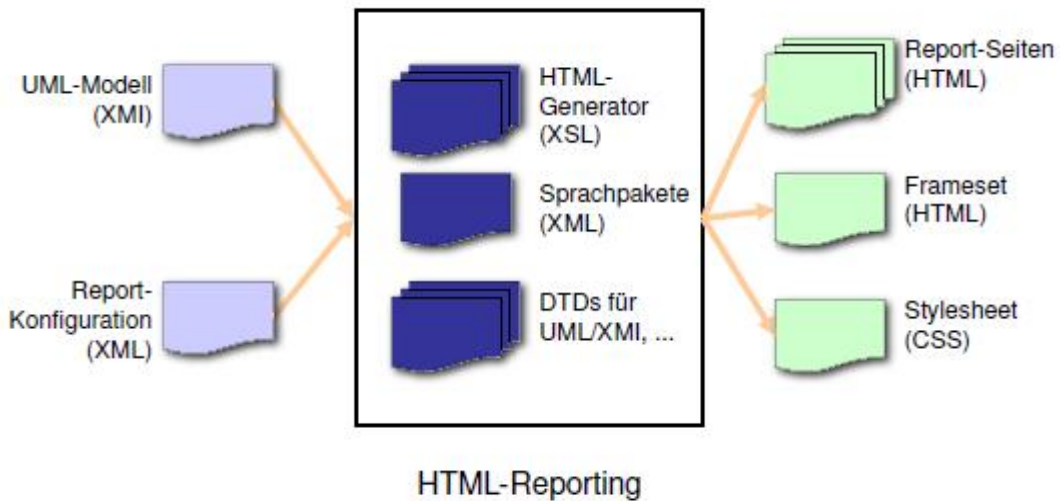 UML-Modell
(XMI)
Report-
Konfiguration
(XML)
HTML-
Generator
(XSL)
Sprachpakete
(XML)
DTDs für
UML/XMI, ...
Report-Seiten
(HTML)
Frameset
(HTML)
Stylesheet
(CSS)
HTML-Reporting